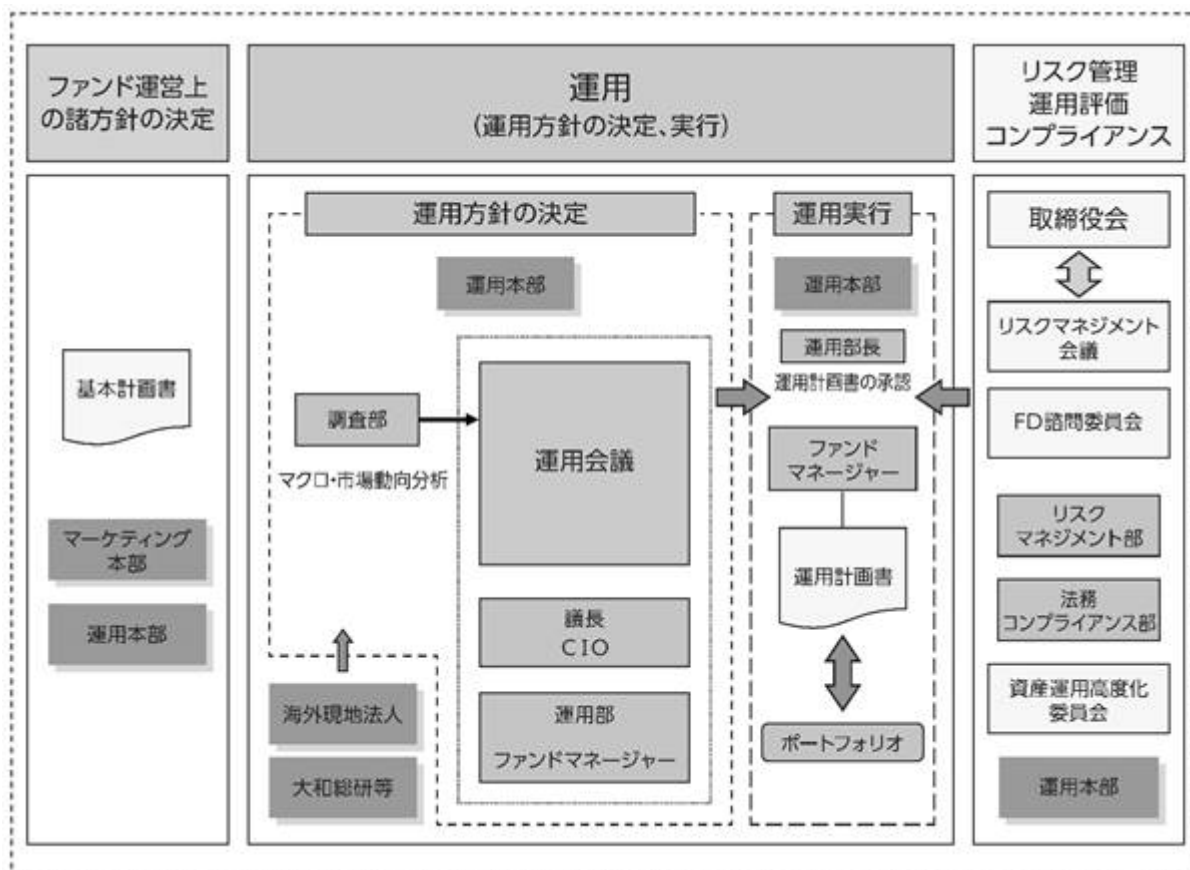 ファンド運営上
の諸方針の決定
運用
(運用方針の決定、実行)
リスク管理
運用評価
コンプライアンス
基本計画書
マーケティング
本部
運用本部
運用方針の決定
運用本部
調査部
マクロ・市場動向分析
運用会議
議長
CIO
運用部
ファンドマネージャー
海外現地法人
大和総研等
運用実行
運用本部
運用部長
運用計画書の承認
ファンド
マネージャー
運用計画書
ポートフォリオ
取締役会
リスクマネジメント
会議
FD諮問委員会
リスク
マネジメント部
法務
コンプライアンス部
資産運用高度化
委員会
運用本部